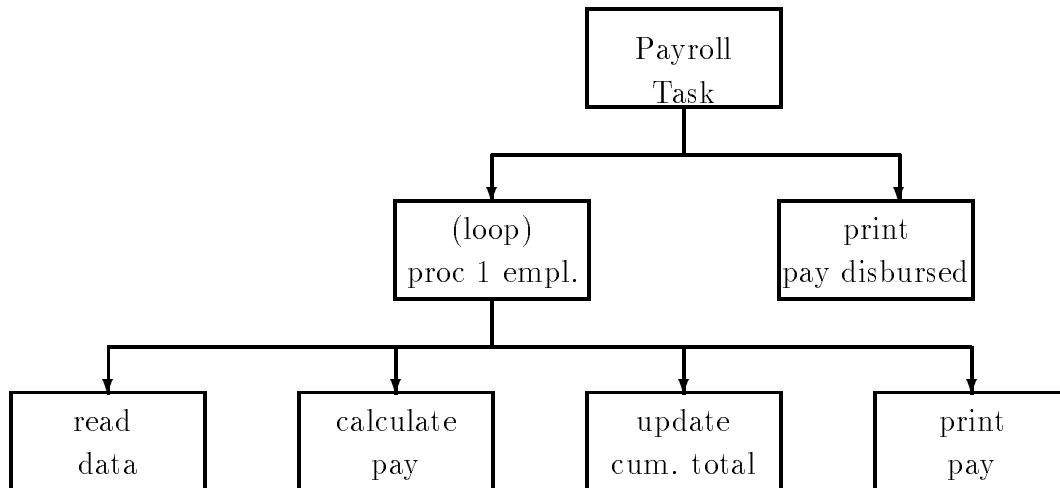 Payroll
Task
(loop)
proc 1 empl.
print
pay disbursed
read
data
calculate
pay
update
cum. total
print
pay